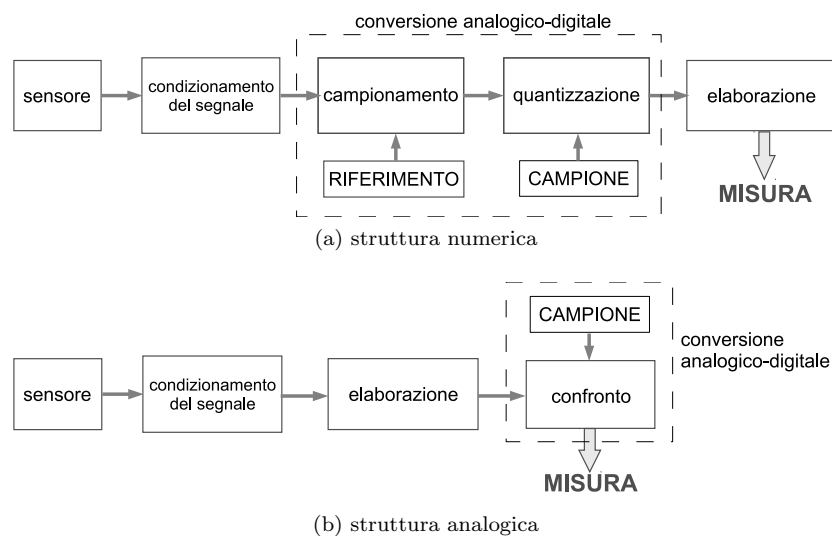 conversione analogico-digitale
sensore
condizionamento
del segnale
campionamento
quantizzazione
elaborazione
RIFERIMENTO
CAMPIONE
MISURA
(a) struttura numerica
CAMPIONE
conversione
analogico-digitale
sensore
condizionamento
del segnale
elaborazione
confronto
MISURA
(b) struttura analogica